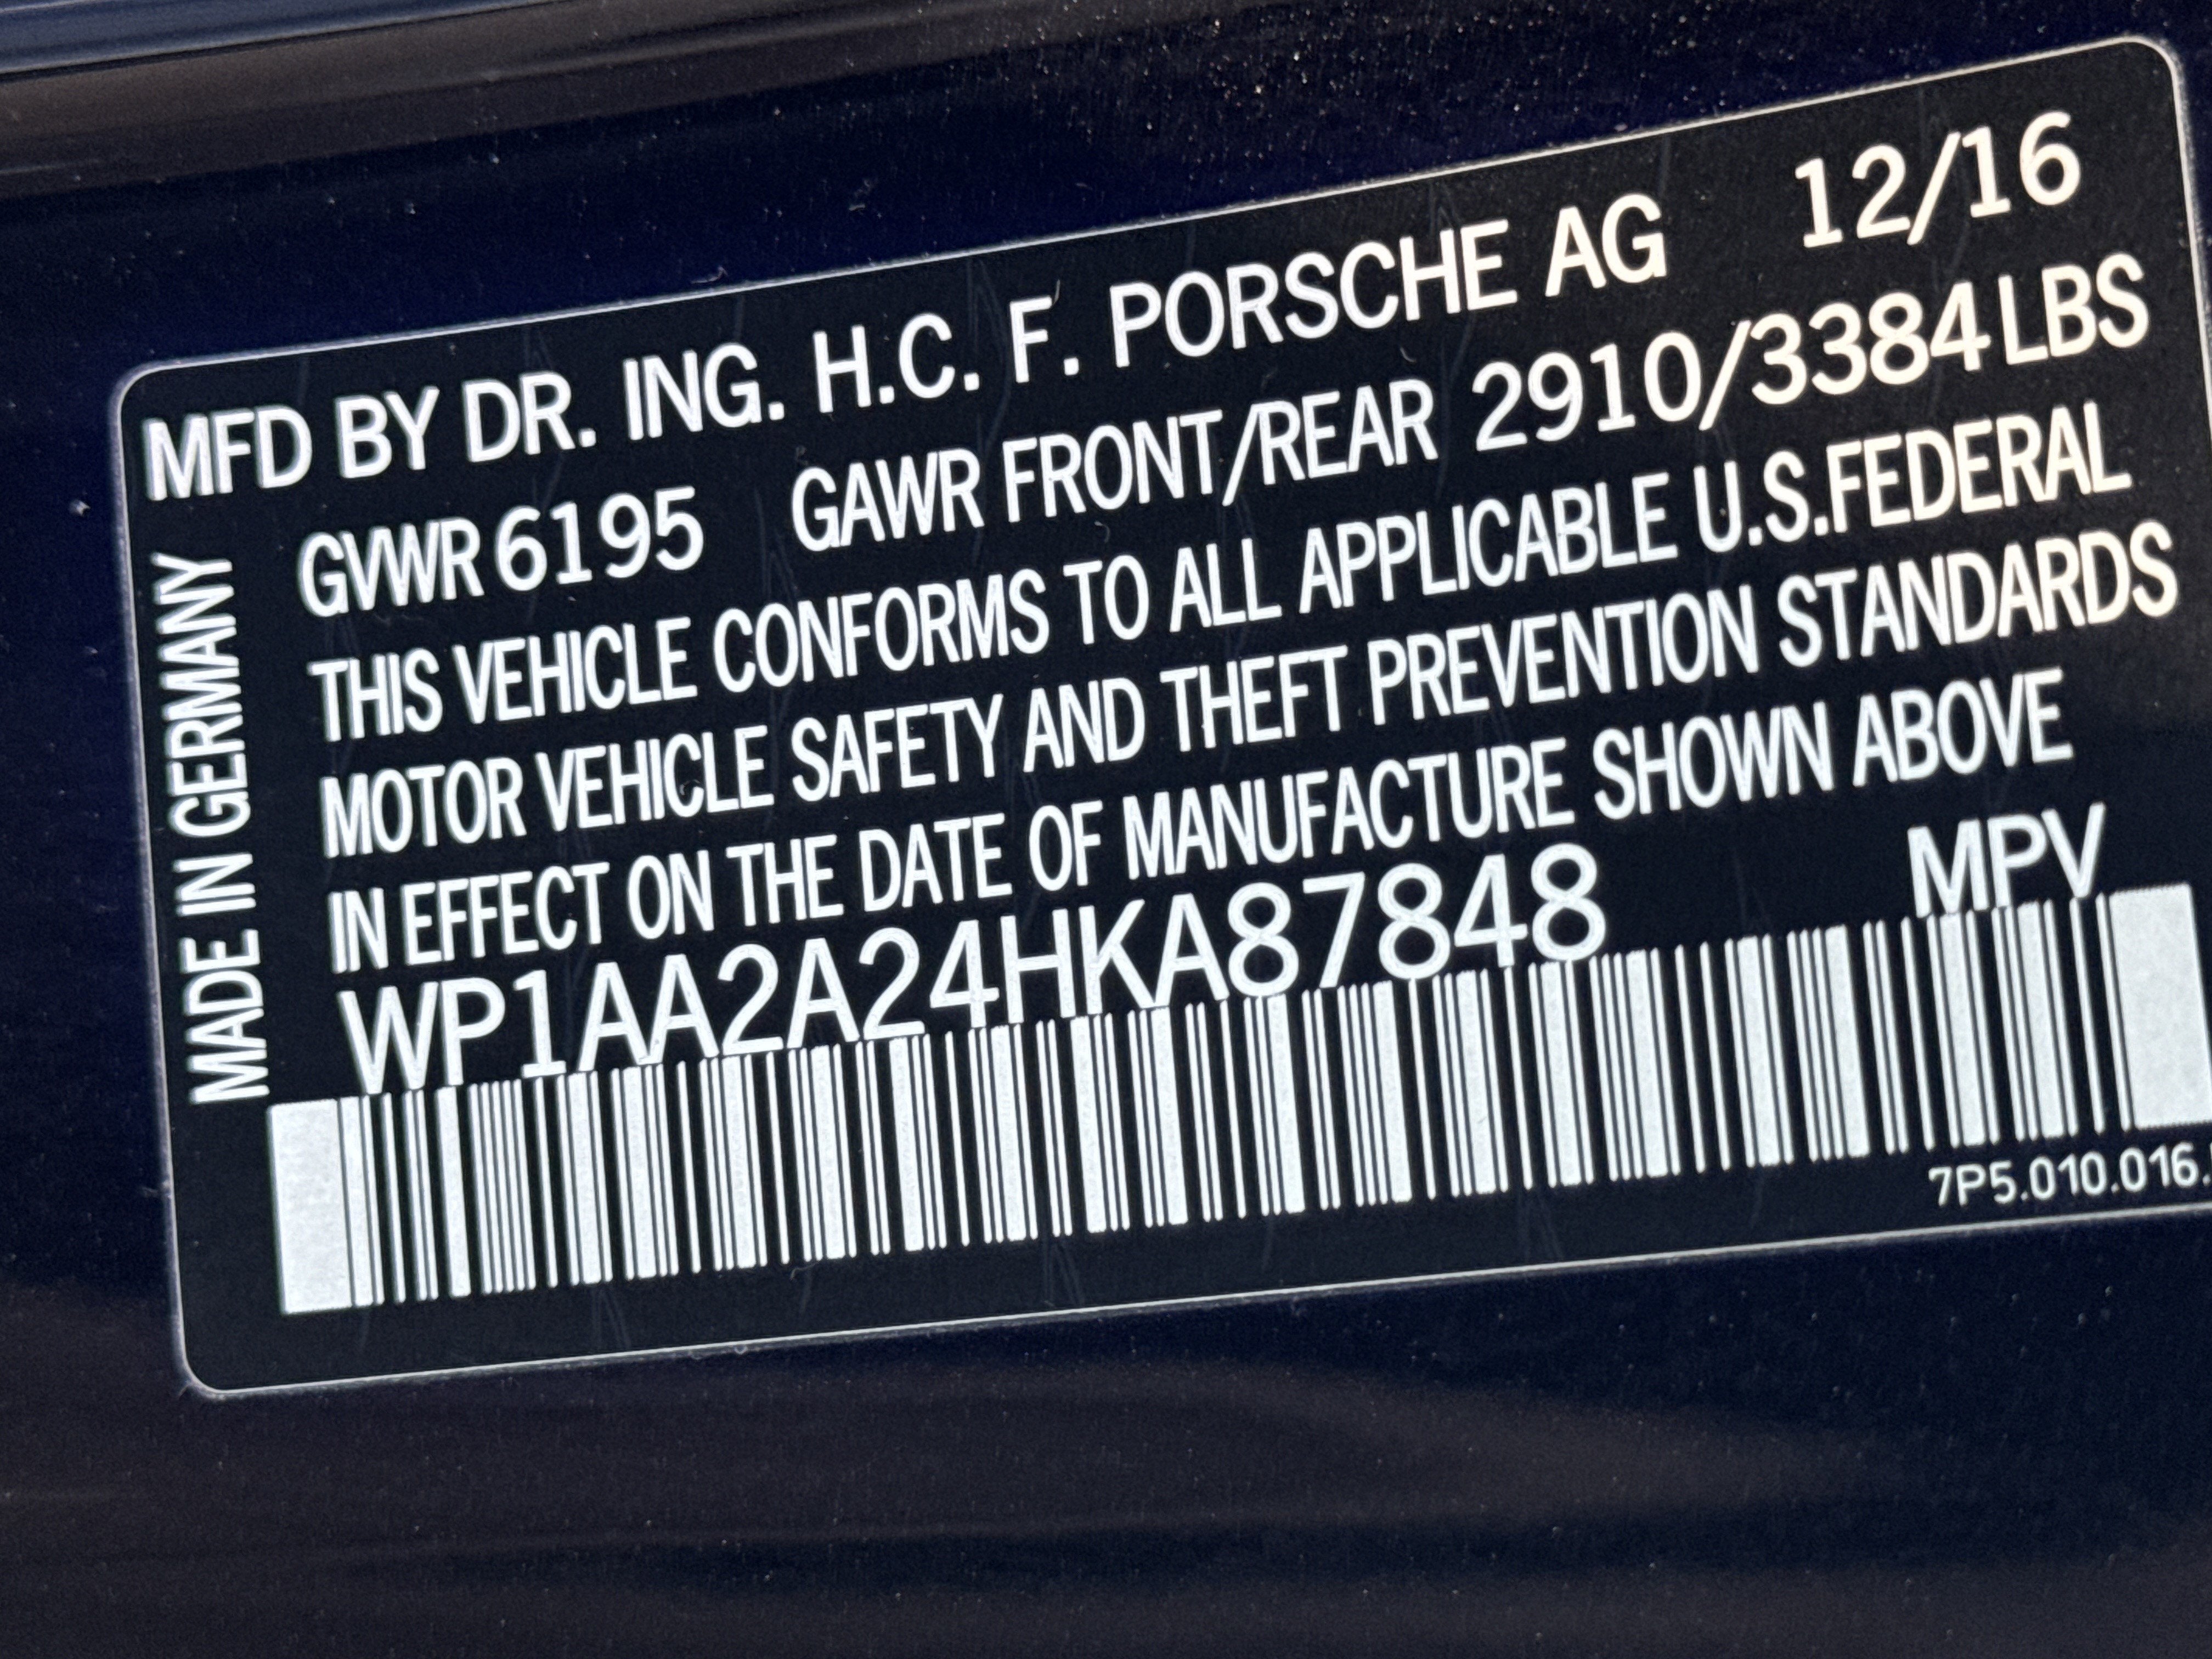 MFD BY DR. ING. H.C. F. PORSCHE AG 12/16
GVWR 6195 GAWR FRONT/REAR 2910/3384 LBS
THIS VEHICLE CONFORMS TO ALL APPLICABLE U.S.FEDERAL
MOTOR VEHICLE SAFETY AND THEFT PREVENTION STANDARDS
IN EFFECT ON THE DATE OF MANUFACTURE SHOWN ABOVE
WP1AA2A24HKA87848 MPV
MADE IN GERMANY
7P5.010.016.